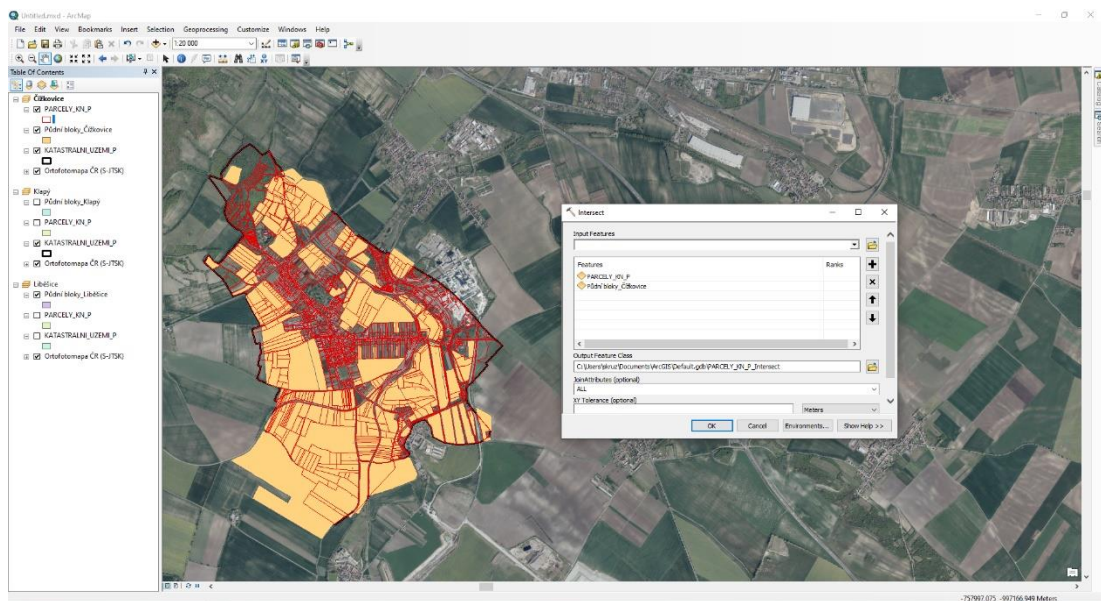 Untitled.mxd - ArcMap
File Edit View Bookmarks Insert Selection Geoprocessing Customize Windows Help
1:20 000
Table Of Contents
Čížkovice
PARCELY_KN_P
Půdní bloky_Čížkovice
KATASTRALNI_UZEMI_P
Ortofotomapa ČR (S-JTSK)
Klapý
Půdní bloky_Klapý
PARCELY_KN_P
KATASTRALNI_UZEMI_P
Ortofotomapa ČR (S-JTSK)
Liběšice
Půdní bloky_Liběšice
PARCELY_KN_P
KATASTRALNI_UZEMI_P
Ortofotomapa ČR (S-JTSK)
Catalog
Search
Intersect
Input Features
Features Ranks
PARCELY_KN_P
Půdní bloky_Čížkovice
Output Feature Class
C:\Users\pkruz\Documents\ArcGIS\Default.gdb\PARCELY_KN_P_Intersect
JoinAttributes (optional)
ALL
XY Tolerance (optional)
Meters
OK Cancel Environments... Show Help >>
-757997,075 -997166,949 Meters